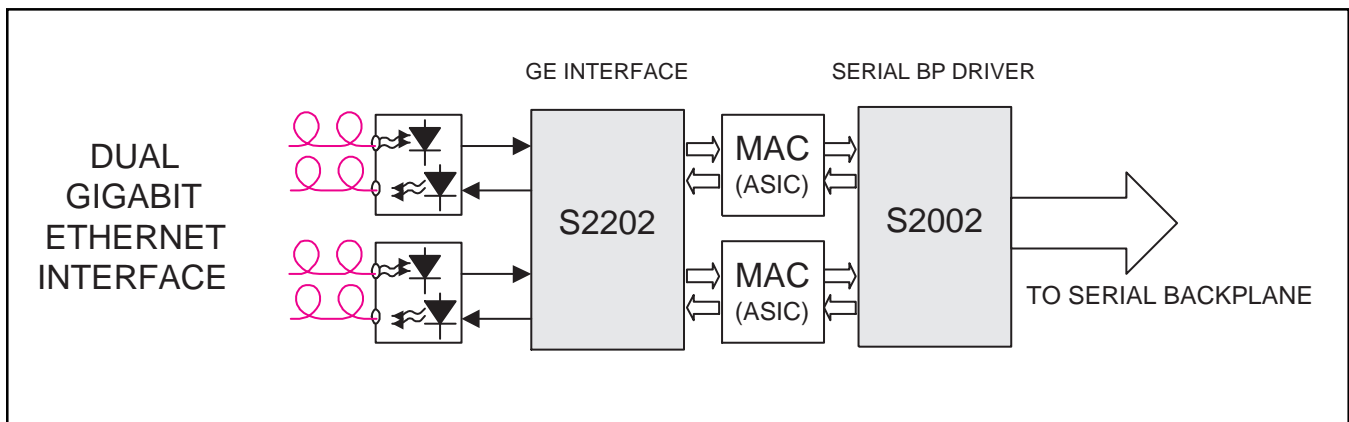 GE INTERFACE
SERIAL BP DRIVER
DUAL
GIGABIT
ETHERNET
INTERFACE
S2202
MAC
(ASIC)
MAC
(ASIC)
S2002
TO SERIAL BACKPLANE